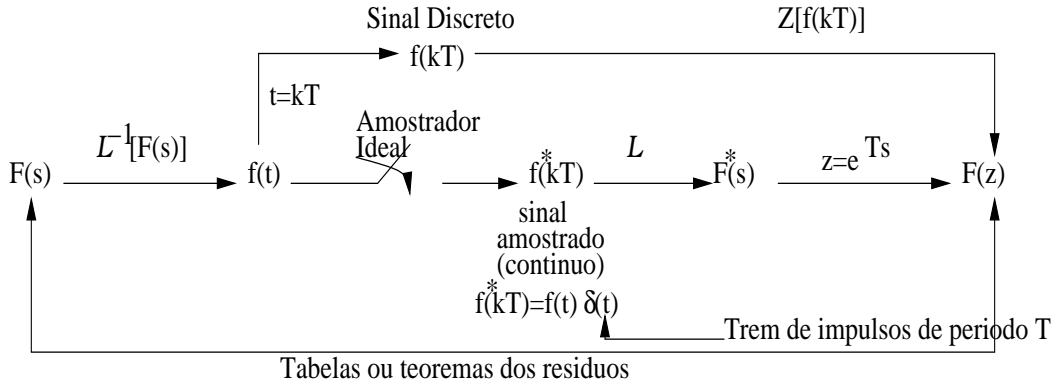 Sinal Discreto
Z[f(kT)]
f(kT)
t=kT
Amostrador
Ideal
L⁻¹[F(s)]
L
z=e^Ts
F(s)
f(t)
f*(kT)
F*(s)
F(z)
sinal
amostrado
(continuo)
f*(kT)=f(t) δ(t)
Trem de impulsos de periodo T
Tabelas ou teoremas dos residuos